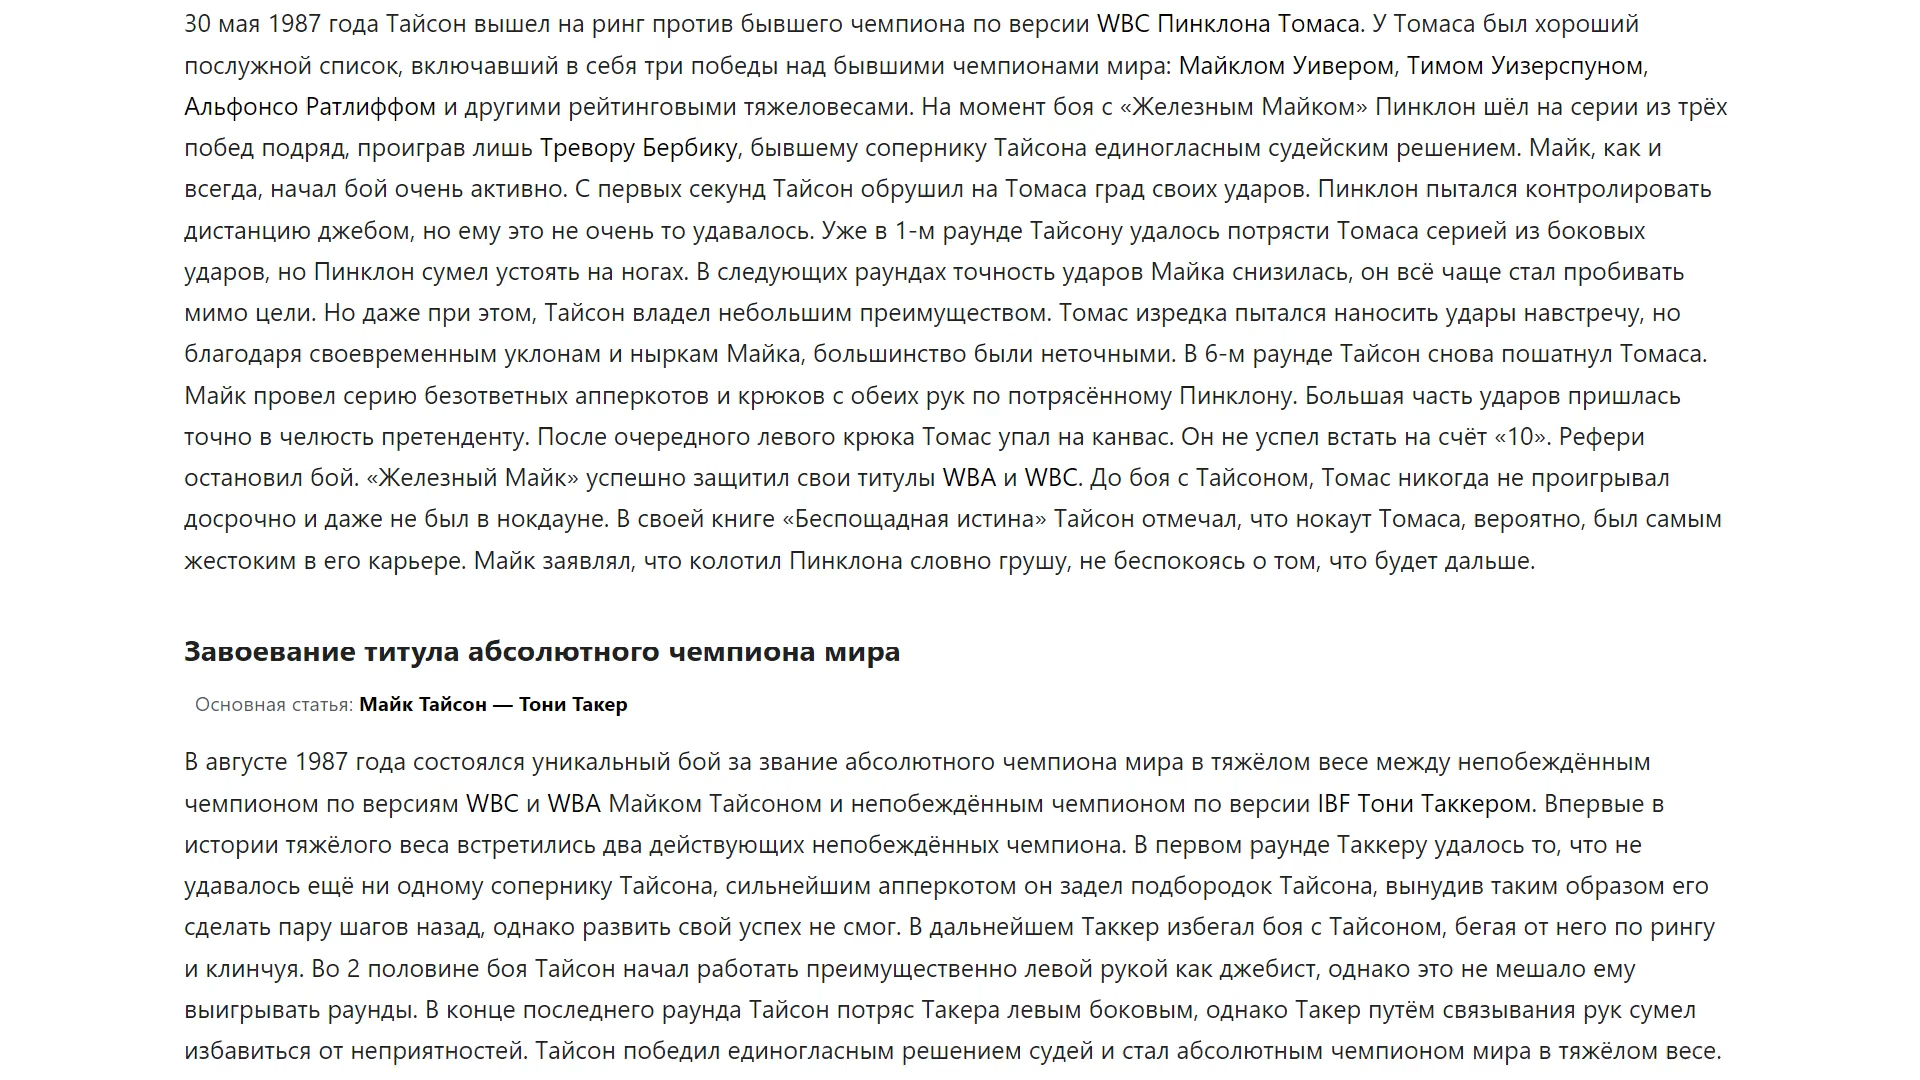 30 мая 1987 года Тайсон вышел на ринг против бывшего чемпиона по версии WBC Пинклона Томаса. У Томаса был хороший
послужной список, включавший в себя три победы над бывшими чемпионами мира: Майклом Уивером, Тимом Уизерспуном,
Альфонсо Ратлиффом и другими рейтинговыми тяжеловесами. На момент боя с «Железным Майком» Пинклон шёл на серии из трёх
побед подряд, проиграв лишь Тревору Бербику, бывшему сопернику Тайсона единогласным судейским решением. Майк, как и
всегда, начал бой очень активно. С первых секунд Тайсон обрушил на Томаса град своих ударов. Пинклон пытался контролировать
дистанцию джебом, но ему это не очень то удавалось. Уже в 1-м раунде Тайсону удалось потрясти Томаса серией из боковых
ударов, но Пинклон сумел устоять на ногах. В следующих раундах точность ударов Майка снизилась, он всё чаще стал пробивать
мимо цели. Но даже при этом, Тайсон владел небольшим преимуществом. Томас изредка пытался наносить удары навстречу, но
благодаря своевременным уклонам и ныркам Майка, большинство были неточными. В 6-м раунде Тайсон снова пошатнул Томаса.
Майк провел серию безответных апперкотов и крюков с обеих рук по потрясённому Пинклону. Большая часть ударов пришлась
точно в челюсть претенденту. После очередного левого крюка Томас упал на канвас. Он не успел встать на счёт «10». Рефери
остановил бой. «Железный Майк» успешно защитил свои титулы WBA и WBC. До боя с Тайсоном, Томас никогда не проигрывал
досрочно и даже не был в нокдауне. В своей книге «Беспощадная истина» Тайсон отмечал, что нокаут Томаса, вероятно, был самым
жестоким в его карьере. Майк заявлял, что колотил Пинклона словно грушу, не беспокоясь о том, что будет дальше.
Завоевание титула абсолютного чемпиона мира
Основная статья: Майк Тайсон — Тони Такер
В августе 1987 года состоялся уникальный бой за звание абсолютного чемпиона мира в тяжёлом весе между непобеждённым
чемпионом по версиям WBC и WBA Майком Тайсоном и непобеждённым чемпионом по версии IBF Тони Таккером. Впервые в
истории тяжёлого веса встретились два действующих непобеждённых чемпиона. В первом раунде Таккеру удалось то, что не
удавалось ещё ни одному сопернику Тайсона, сильнейшим апперкотом он задел подбородок Тайсона, вынудив таким образом его
сделать пару шагов назад, однако развить свой успех не смог. В дальнейшем Таккер избегал боя с Тайсоном, бегая от него по рингу
и клинчуя. Во 2 половине боя Тайсон начал работать преимущественно левой рукой как джебист, однако это не мешало ему
выигрывать раунды. В конце последнего раунда Тайсон потряс Такера левым боковым, однако Такер путём связывания рук сумел
избавиться от неприятностей. Тайсон победил единогласным решением судей и стал абсолютным чемпионом мира в тяжёлом весе.